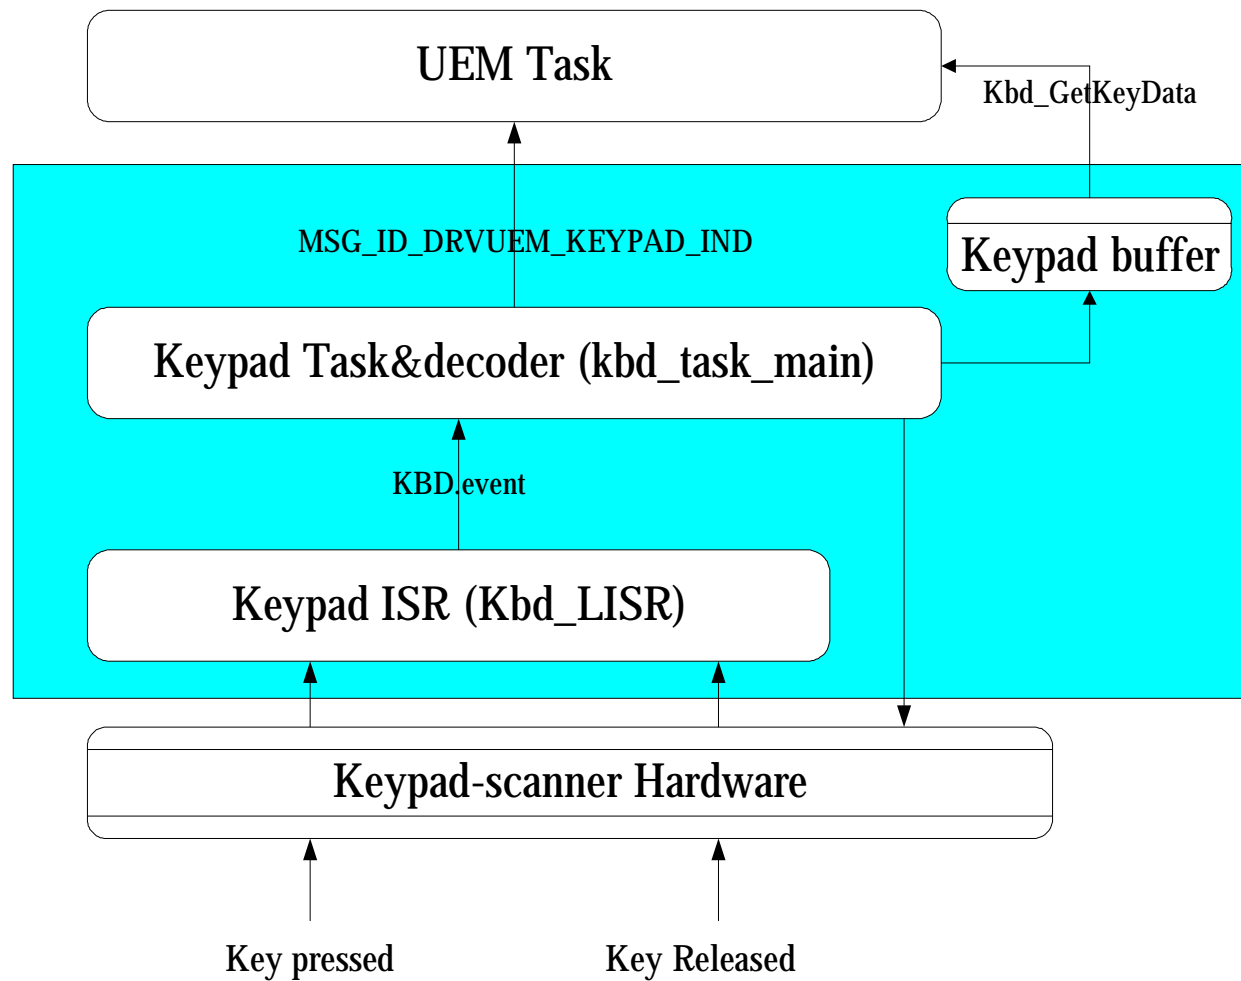 UEM Task
Kbd_GetKeyData
MSG_ID_DRVUEM_KEYPAD_IND
Keypad buffer
Keypad Task&decoder (kbd_task_main)
KBD.event
Keypad ISR (Kbd_LISR)
Keypad-scanner Hardware
Key pressed
Key Released